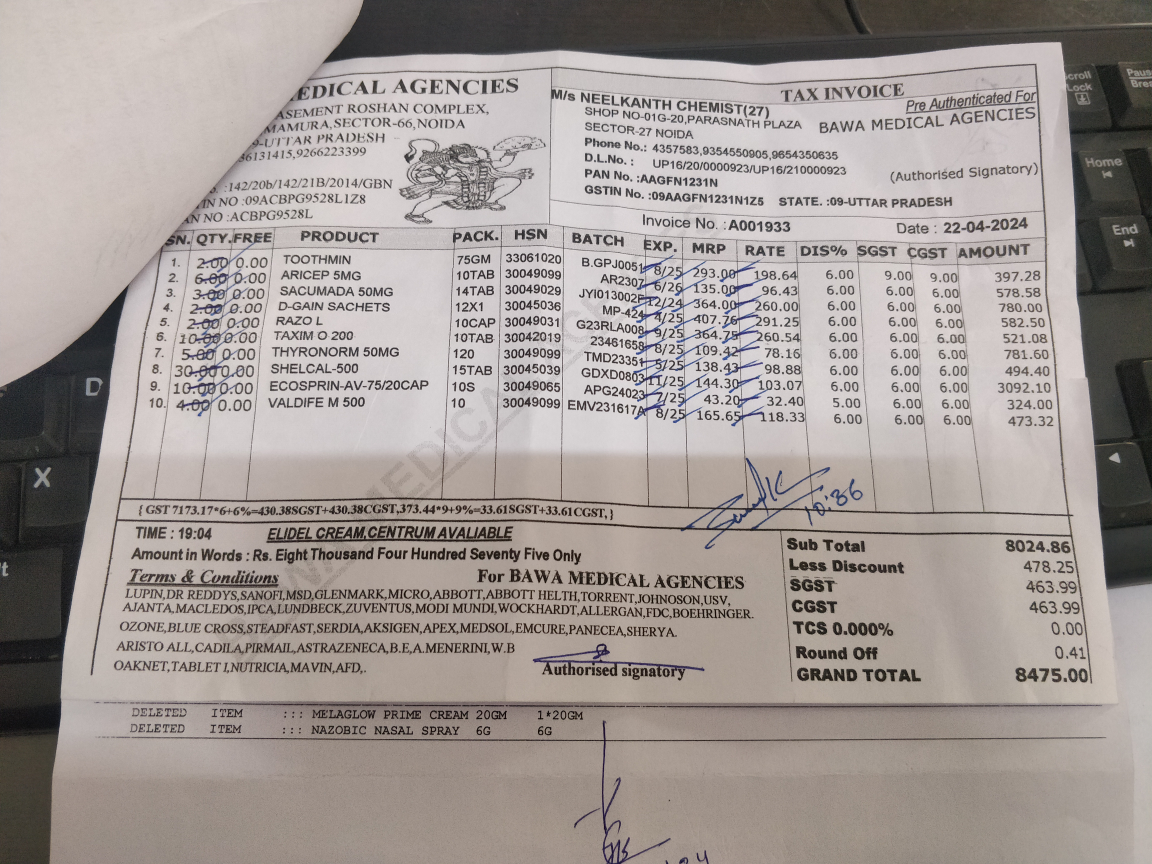 EDICAL AGENCIES
ASEMENT ROSHAN COMPLEX,
MAMURA,SECTOR-66,NOIDA
9-UTTAR PRADESH
36131415,9266223399
.:142/20b/142/21B/2014/GBN
TIN NO :09ACBPG9528L1Z8
AN NO :ACBPG9528L
M/s NEELKANTH CHEMIST(27)
SHOP NO-01G-20,PARASNATH PLAZA
SECTOR-27 NOIDA
Phone No.: 4357583,9354550905,9654350635
D.L.No.: UP16/20/0000923/UP16/210000923
PAN No.:AAGFN1231N
GSTIN No.:09AAGFN1231N1Z5 STATE. :09-UTTAR PRADESH
TAX INVOICE
Pre Authenticated For
BAWA MEDICAL AGENCIES
(Authorised Signatory)
Invoice No. : A001933 Date : 22-04-2024
SN. QTY. FREE PRODUCT PACK. HSN BATCH EXP. MRP RATE DIS% SGST CGST AMOUNT
1. 2.00 0.00 TOOTHMIN 75GM 33061020 B.GPJ0051 8/25 293.00 198.64 6.00 9.00 9.00 397.28
2. 6.00 0.00 ARICEP 5MG 10TAB 30049099 AR2307 6/26 135.00 96.43 6.00 6.00 6.00 578.58
3. 3.00 0.00 SACUMADA 50MG 14TAB 30049029 JYI013002 12/24 364.00 260.00 6.00 6.00 6.00 780.00
4. 2.00 0.00 D-GAIN SACHETS 12X1 30045036 MP-424 4/25 407.76 291.25 6.00 6.00 6.00 582.50
5. 2.00 0.00 RAZO L 10CAP 30049031 G23RLA008 9/25 364.75 260.54 6.00 6.00 6.00 521.08
6. 10.00 0.00 TAXIM O 200 10TAB 30042019 23461658 8/25 109.42 78.16 6.00 6.00 6.00 781.60
7. 5.00 0.00 THYRONORM 50MG 120 30049099 TMD23351 5/25 138.43 98.88 6.00 6.00 6.00 494.40
8. 30.00 0.00 SHELCAL-500 15TAB 30045039 GDXD0803 11/25 144.30 103.07 6.00 6.00 6.00 3092.10
9. 10.00 0.00 ECOSPRIN-AV-75/20CAP 10S 30049065 APG24023 7/25 43.20 32.40 5.00 6.00 6.00 324.00
10. 4.00 0.00 VALDIFE M 500 10 30049099 EMV231617A 8/25 165.65 118.33 6.00 6.00 6.00 473.32
10:36
{ GST 7173.17*6+6%=430.38SGST+430.38CGST,373.44*9+9%=33.61SGST+33.61CGST, }
TIME : 19:04 ELIDEL CREAM,CENTRUM AVALIABLE
Amount in Words : Rs. Eight Thousand Four Hundred Seventy Five Only
Terms & Conditions For BAWA MEDICAL AGENCIES
LUPIN,DR REDDYS,SANOFI,MSD,GLENMARK,MICRO,ABBOTT,ABBOTT HELTH,TORRENT,JOHNOSON,USV,
AJANTA,MACLEDOS,IPCA,LUNDBECK,ZUVENTUS,MODI MUNDI,WOCKHARDT,ALLERGAN,FDC,BOEHRINGER.
OZONE,BLUE CROSS,STEADFAST,SERDIA,AKSIGEN,APEX,MEDSOL,EMCURE,PANECEA,SHERYA.
ARISTO ALL,CADILA,PIRMAIL,ASTRAZENECA,B.E,A.MENERINI,W.B
OAKNET,TABLET I,NUTRICIA,MAVIN,AFD,.
Authorised signatory
Sub Total 8024.86
Less Discount 478.25
SGST 463.99
CGST 463.99
TCS 0.000% 0.00
Round Off 0.41
GRAND TOTAL 8475.00
DELETED ITEM ::: MELAGLOW PRIME CREAM 20GM 1*20GM
DELETED ITEM ::: NAZOBIC NASAL SPRAY 6G 6G
Scroll
Lock
Pause
Home
End
D
X